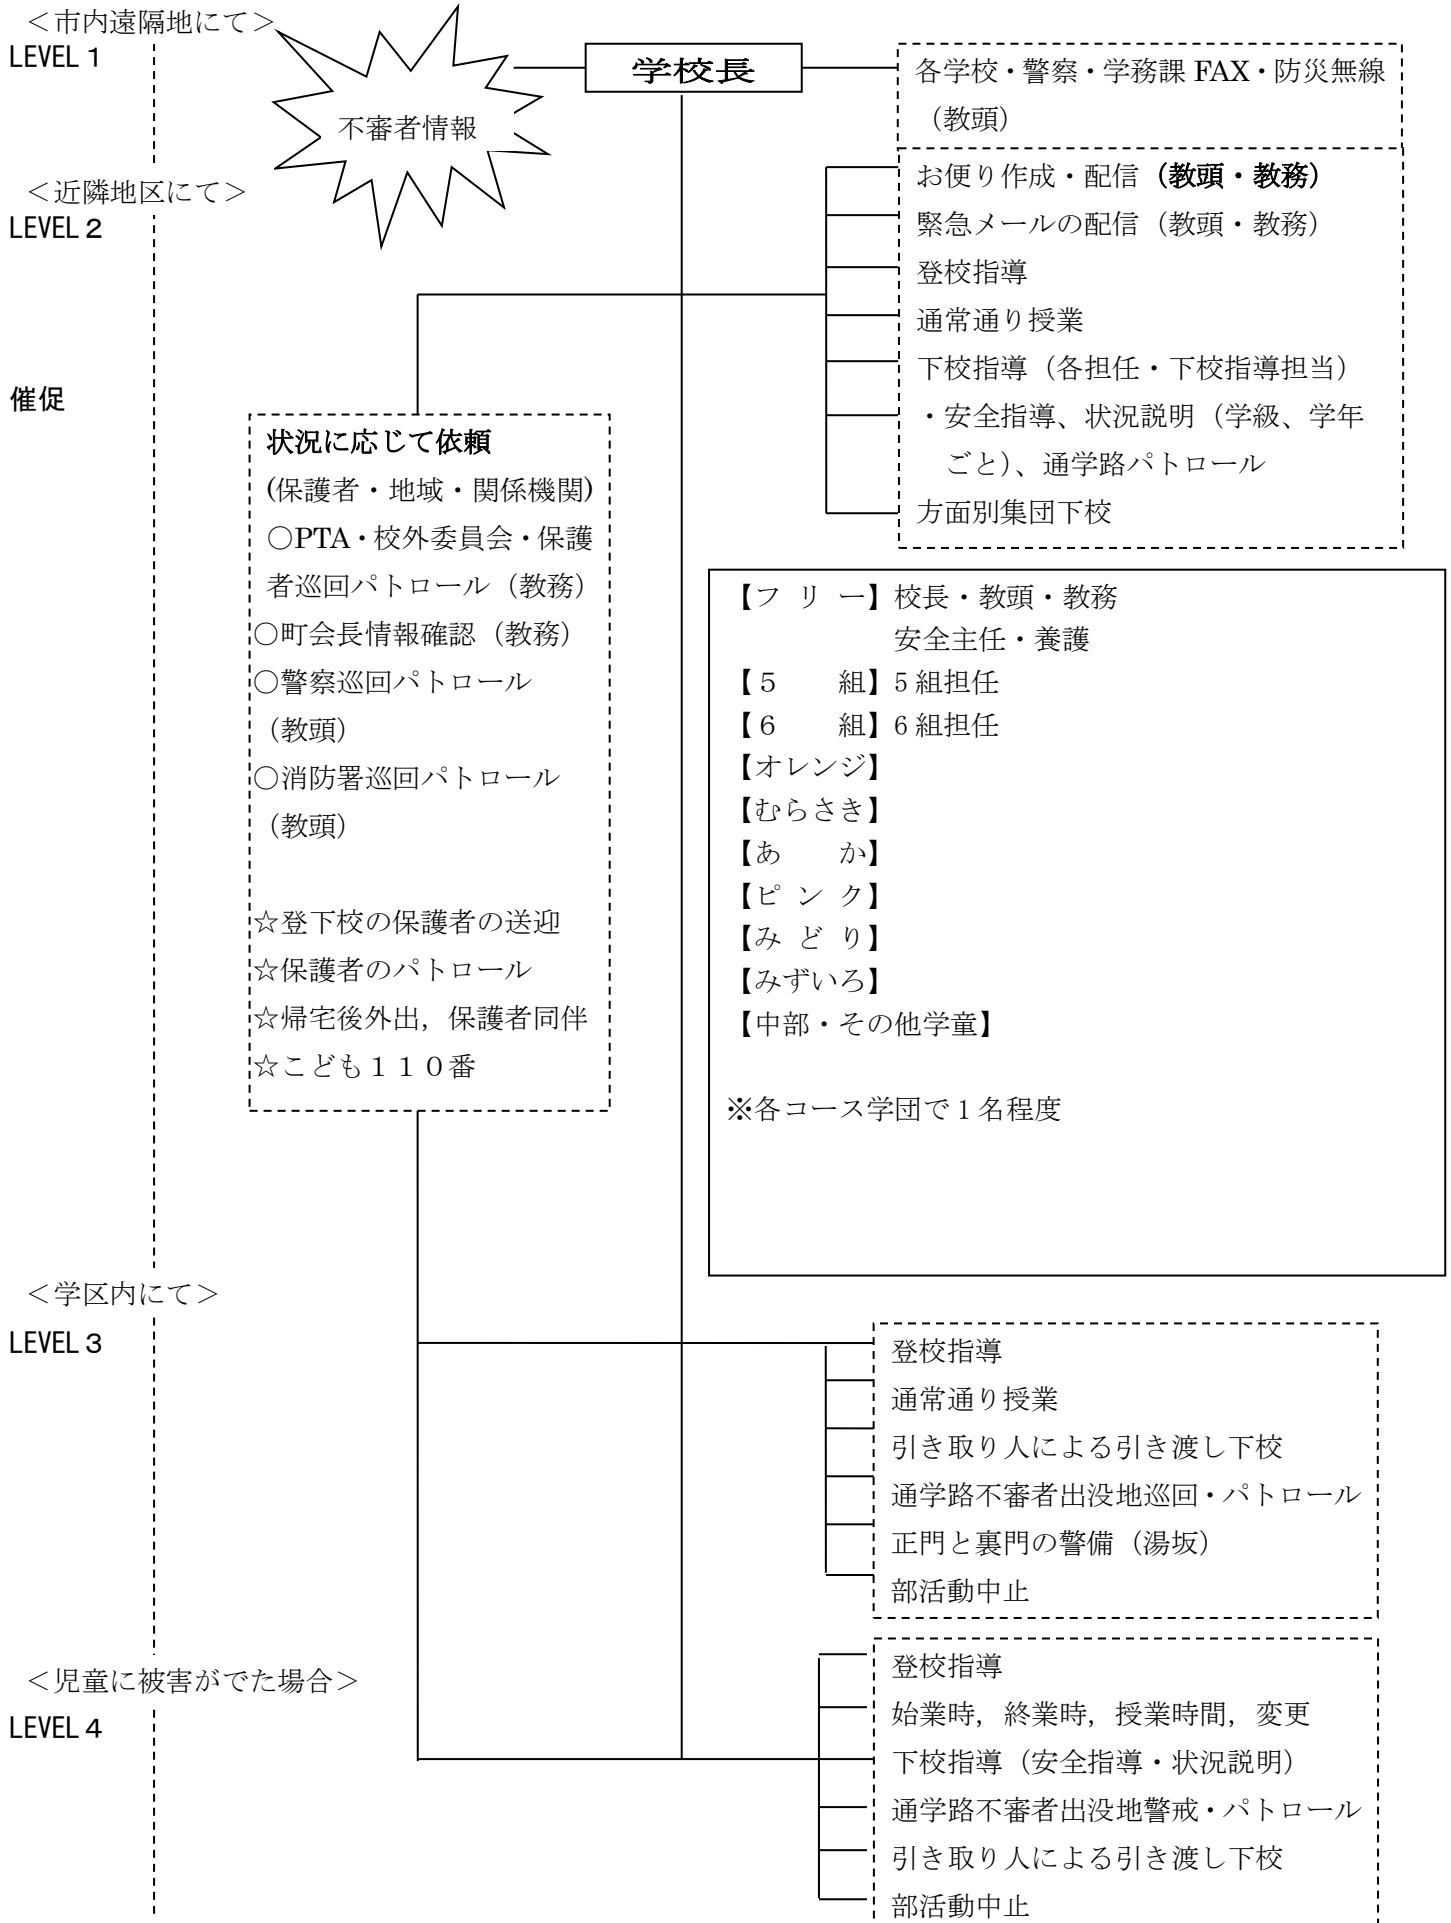 ＜市内遠隔地にて＞
LEVEL 1
不審者情報
学校長
各学校・警察・学務課 FAX・防災無線
（教頭）
＜近隣地区にて＞
LEVEL 2
お便り作成・配信（教頭・教務）
緊急メールの配信（教頭・教務）
登校指導
通常通り授業
下校指導（各担任・下校指導担当）
・安全指導、状況説明（学級、学年
ごと）、通学路パトロール
方面別集団下校
催促
状況に応じて依頼
(保護者・地域・関係機関)
○PTA・校外委員会・保護
者巡回パトロール（教務）
○町会長情報確認（教務）
○警察巡回パトロール
（教頭）
○消防署巡回パトロール
（教頭）
☆登下校の保護者の送迎
☆保護者のパトロール
☆帰宅後外出，保護者同伴
☆こども１１０番
【フ リ ー】校長・教頭・教務
安全主任・養護
【５　　組】5 組担任
【６　　組】6 組担任
【オレンジ】
【むらさき】
【あ　　か】
【ピ ン ク】
【み ど り】
【みずいろ】
【中部・その他学童】
※各コース学団で 1 名程度
＜学区内にて＞
LEVEL 3
登校指導
通常通り授業
引き取り人による引き渡し下校
通学路不審者出没地巡回・パトロール
正門と裏門の警備（湯坂）
部活動中止
＜児童に被害がでた場合＞
LEVEL 4
登校指導
始業時，終業時，授業時間，変更
下校指導（安全指導・状況説明）
通学路不審者出没地警戒・パトロール
引き取り人による引き渡し下校
部活動中止